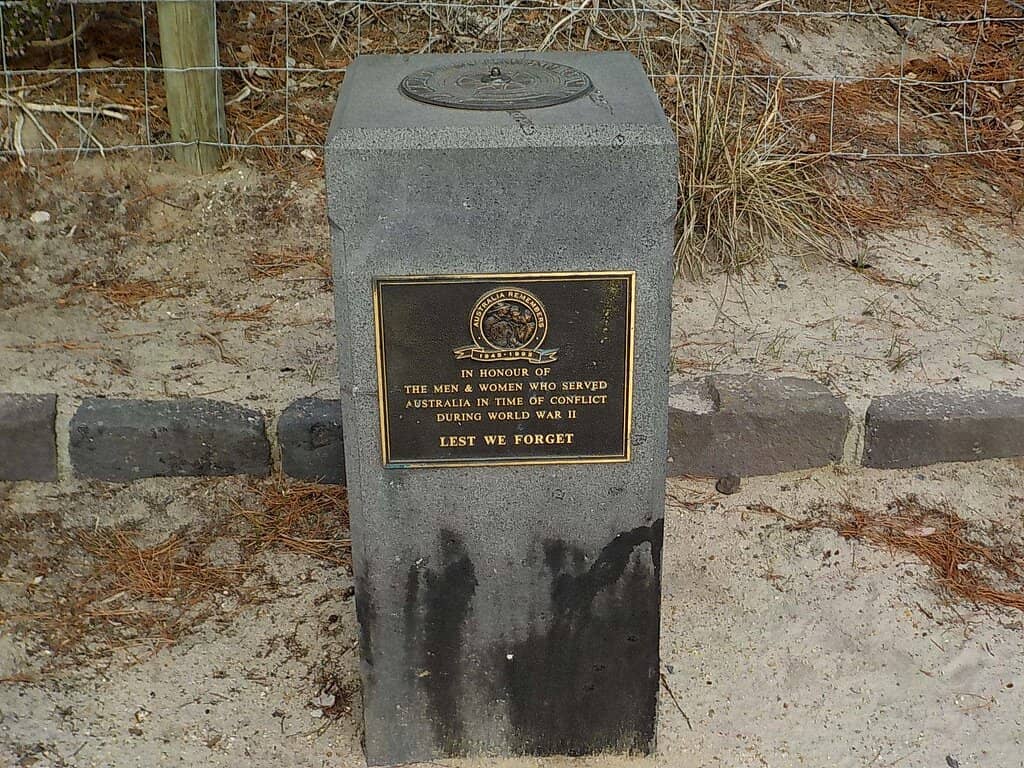 AUSTRALIA REMEMBERS
1945-1995
IN HONOUR OF
THE MEN & WOMEN WHO SERVED
AUSTRALIA IN TIME OF CONFLICT
DURING WORLD WAR II
LEST WE FORGET